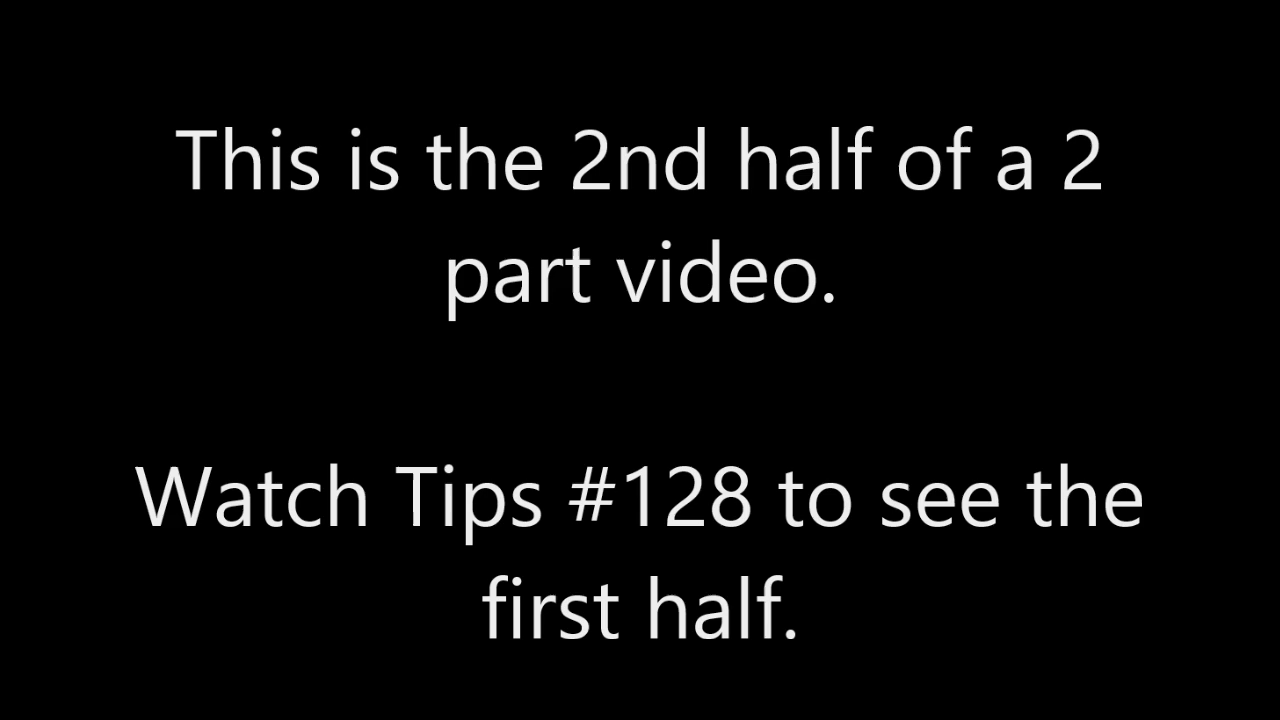 This is the 2nd half of a 2
part video.
Watch Tips #128 to see the
first half.